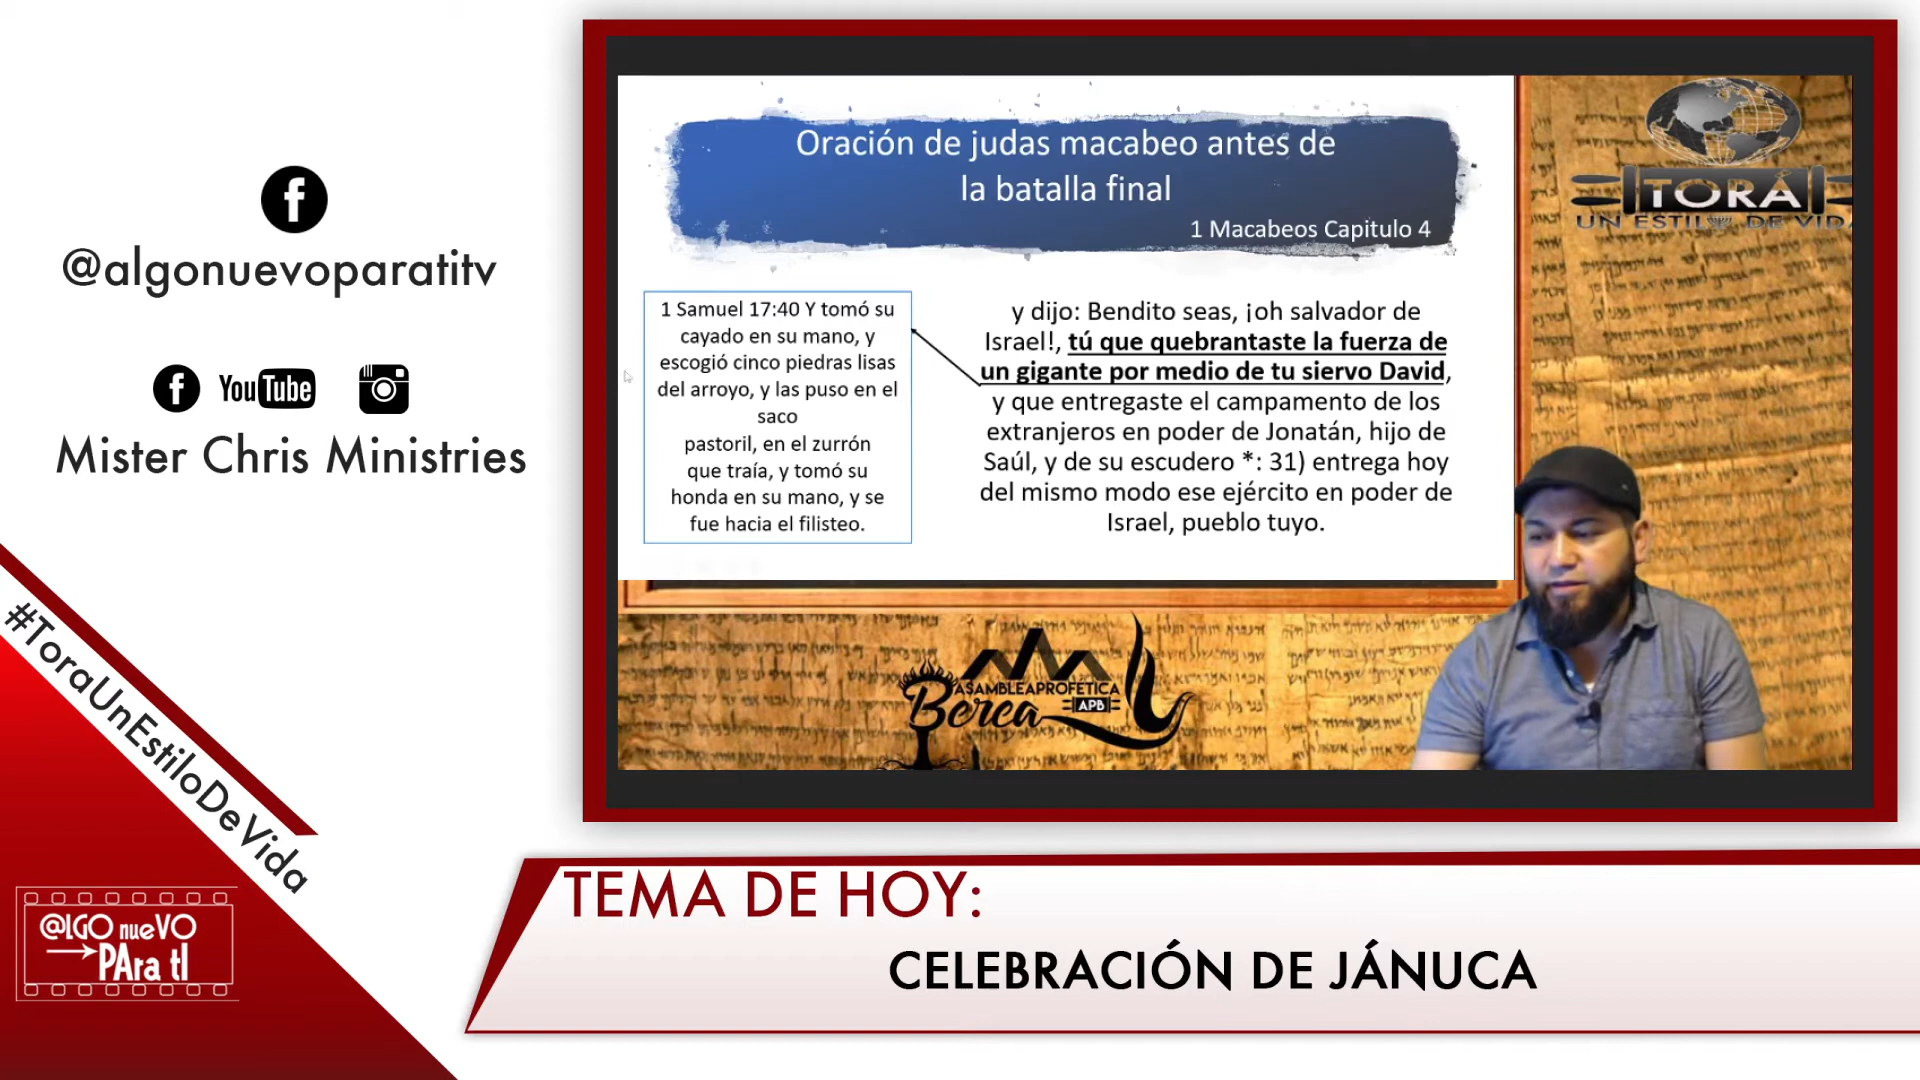 @algonuevoparatitv
YouTube
Mister Chris Ministries
#ToraUnEstiloDeVida
@LGO nueVO
PAra tI
Oración de judas macabeo antes de
la batalla final
1 Macabeos Capitulo 4
1 Samuel 17:40 Y tomó su
cayado en su mano, y
escogió cinco piedras lisas
del arroyo, y las puso en el
saco
pastoril, en el zurrón
que traía, y tomó su
honda en su mano, y se
fue hacia el filisteo.
y dijo: Bendito seas, ¡oh salvador de
Israel!, tú que quebrantaste la fuerza de
un gigante por medio de tu siervo David,
y que entregaste el campamento de los
extranjeros en poder de Jonatán, hijo de
Saúl, y de su escudero *: 31) entrega hoy
del mismo modo ese ejército en poder de
Israel, pueblo tuyo.
TORÁ
UN ESTILO DE VIDA
ASAMBLEA PROFÉTICA
Berea
APB
TEMA DE HOY:
CELEBRACIÓN DE JÁNUCA